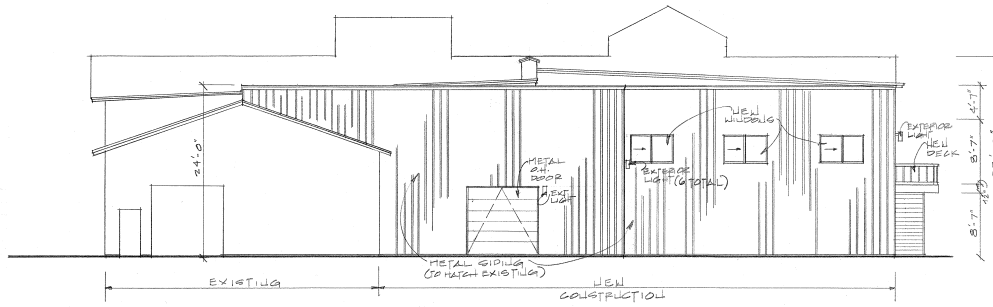 NEW
WINDOWS
EXTERIOR
LIGHT
NEW
DECK
4'-7"
8'-7"
8'-7"
24'-0"
METAL
O.H.
DOOR
EXT
LIGHT
EXTERIOR
LIGHT (6 TOTAL)
METAL SIDING
(TO MATCH EXISTING)
EXISTING
NEW
CONSTRUCTION